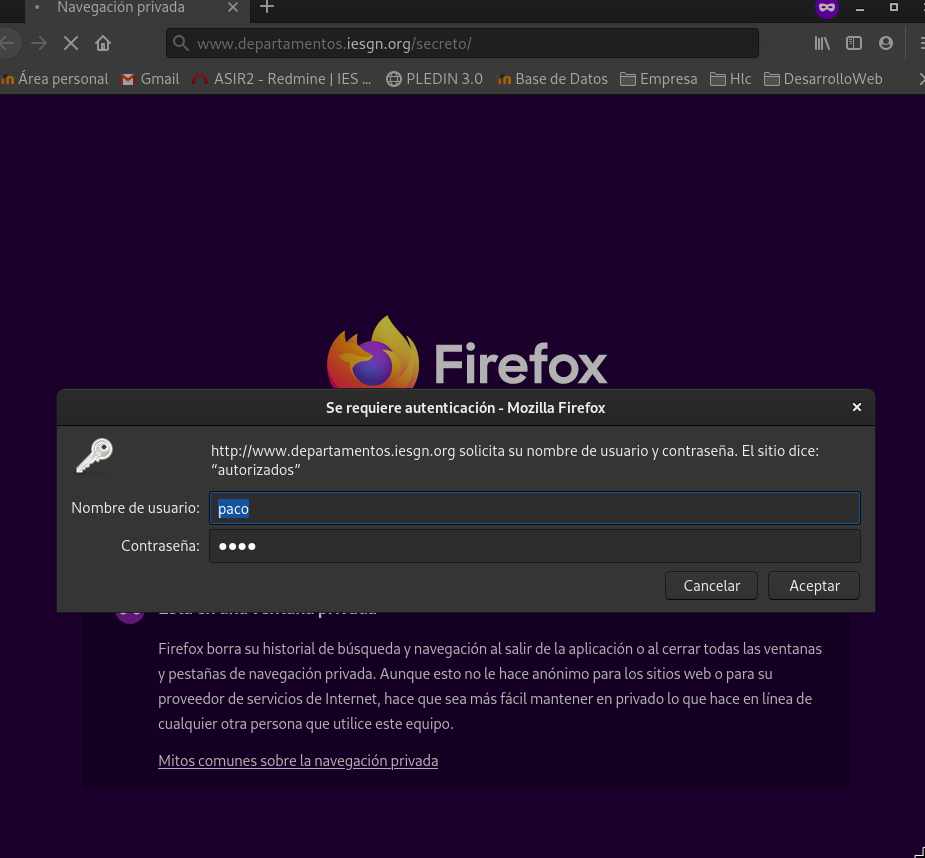 Navegación privada
www.departamentos.iesgn.org/secreto/
Área personal Gmail ASIR2 - Redmine | IES ... PLEDIN 3.0 Base de Datos Empresa Hlc DesarrolloWeb
Firefox
Se requiere autenticación - Mozilla Firefox
http://www.departamentos.iesgn.org solicita su nombre de usuario y contraseña. El sitio dice:
“autorizados”
Nombre de usuario: paco
Contraseña: ●●●●
Cancelar Aceptar
Está en una ventana privada
Firefox borra su historial de búsqueda y navegación al salir de la aplicación o al cerrar todas las ventanas
y pestañas de navegación privada. Aunque esto no le hace anónimo para los sitios web o para su
proveedor de servicios de Internet, hace que sea más fácil mantener en privado lo que hace en línea de
cualquier otra persona que utilice este equipo.
Mitos comunes sobre la navegación privada